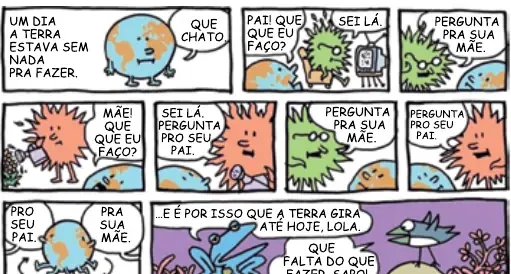 UM DIA
A TERRA
ESTAVA SEM
NADA
PRA FAZER.
QUE
CHATO.
PAI! QUE
QUE EU
FAÇO?
SEI LÁ.
PERGUNTA
PRA SUA
MÃE.
MÃE!
QUE
QUE EU
FAÇO?
SEI LÁ.
PERGUNTA
PRO SEU
PAI.
PERGUNTA
PRA SUA
MÃE.
PERGUNTA
PRO SEU
PAI.
PRO
SEU
PAI.
PRA
SUA
MÃE.
...E É POR ISSO QUE A TERRA GIRA
ATÉ HOJE, LOLA.
QUE
FALTA DO QUE
FAZER, SAPO!